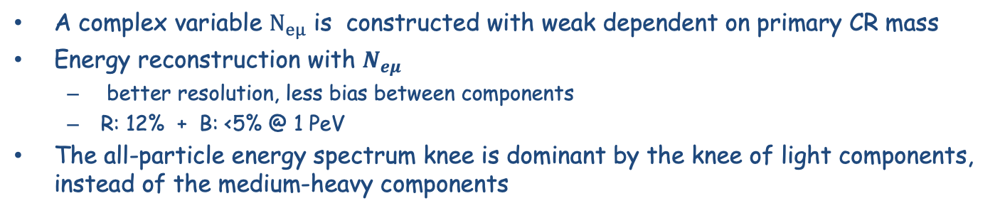 • A complex variable Neμ is constructed with weak dependent on primary CR mass
• Energy reconstruction with Neμ
– better resolution, less bias between components
– R: 12% + B: <5% @ 1 PeV
• The all-particle energy spectrum knee is dominant by the knee of light components,
instead of the medium-heavy components